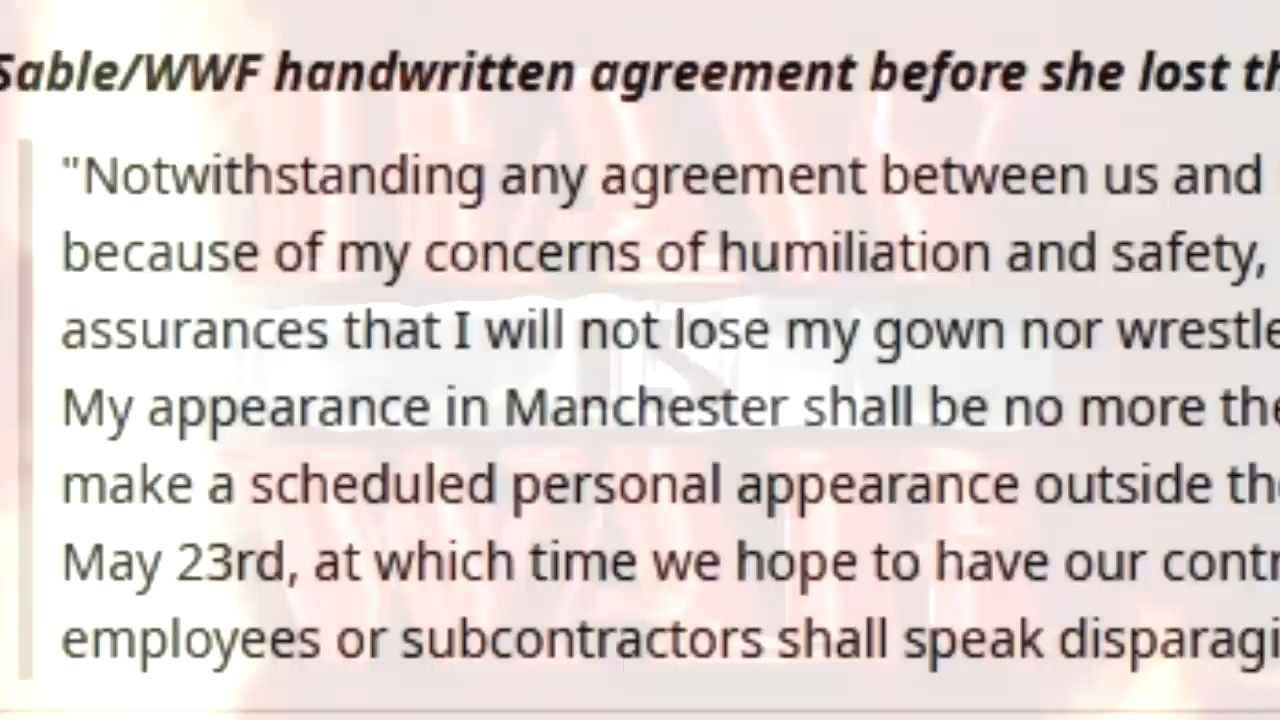 Sable/WWF handwritten agreement before she lost th
"Notwithstanding any agreement between us and
because of my concerns of humiliation and safety,
assurances that I will not lose my gown nor wrestle
My appearance in Manchester shall be no more the
make a scheduled personal appearance outside the
May 23rd, at which time we hope to have our contr
employees or subcontractors shall speak disparagi